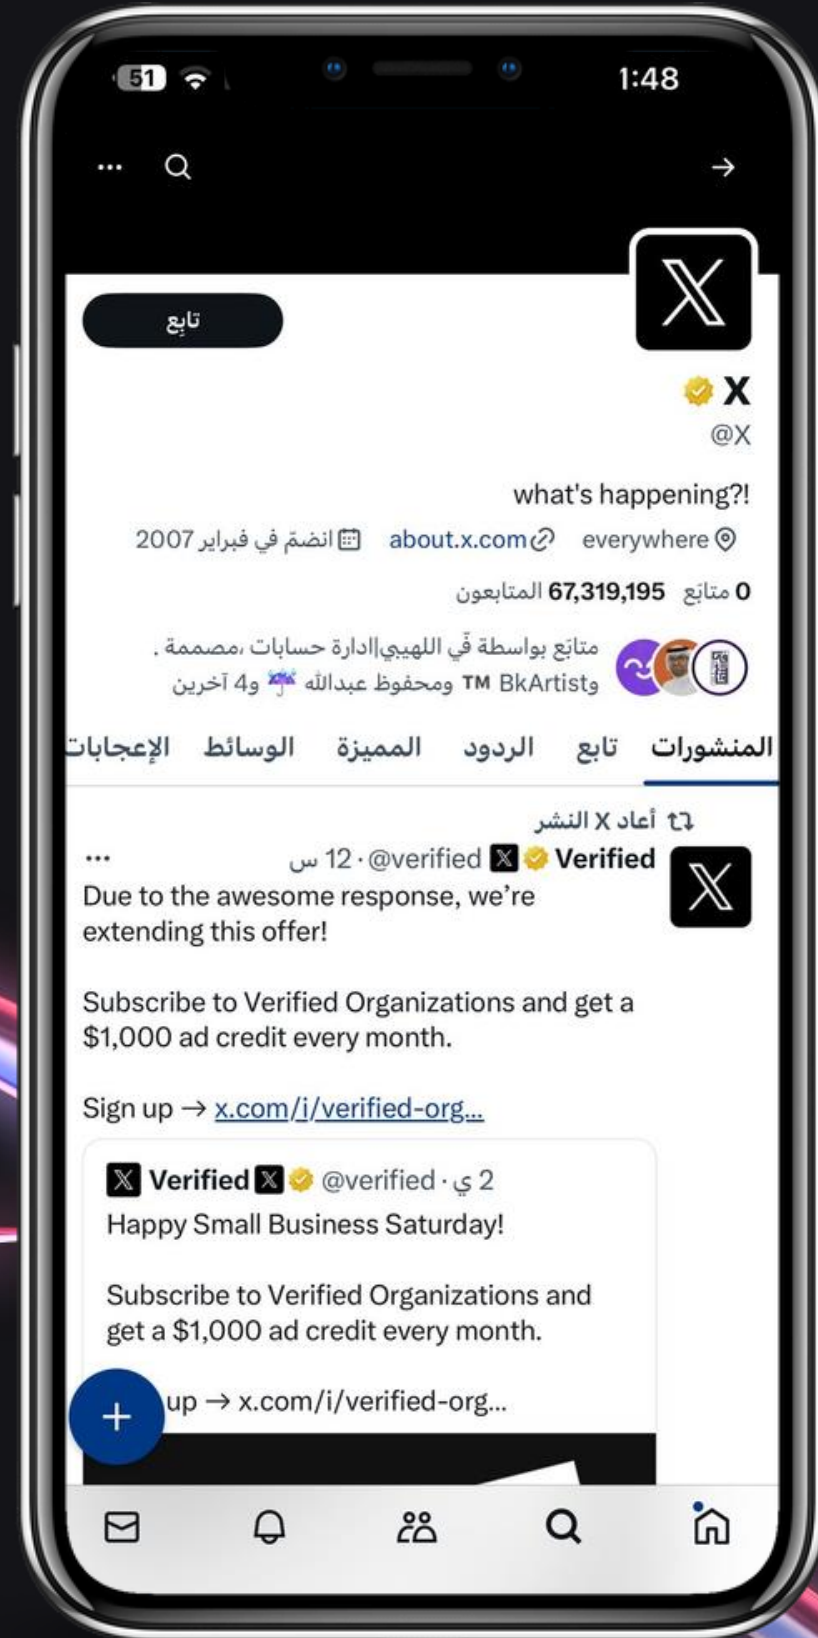 51
1:48
تابِع
X
@X
what's happening?!
everywhere about.x.com انضمّ في فبراير 2007
0 متابَع 67,319,195 المتابعون
متابَع بواسطة فّي اللهيبي|ادارة حسابات ،مصممة .
وBkArtist ™ ومحفوظ عبدالله ☔ و4 آخرين
المنشورات تابع الردود المميزة الوسائط الإعجابات
أعاد X النشر
Verified @verified · 12 س
Due to the awesome response, we’re
extending this offer!
Subscribe to Verified Organizations and get a
$1,000 ad credit every month.
Sign up → x.com/i/verified-org...
Verified @verified · 2 ي
Happy Small Business Saturday!
Subscribe to Verified Organizations and
get a $1,000 ad credit every month.
up → x.com/i/verified-org...